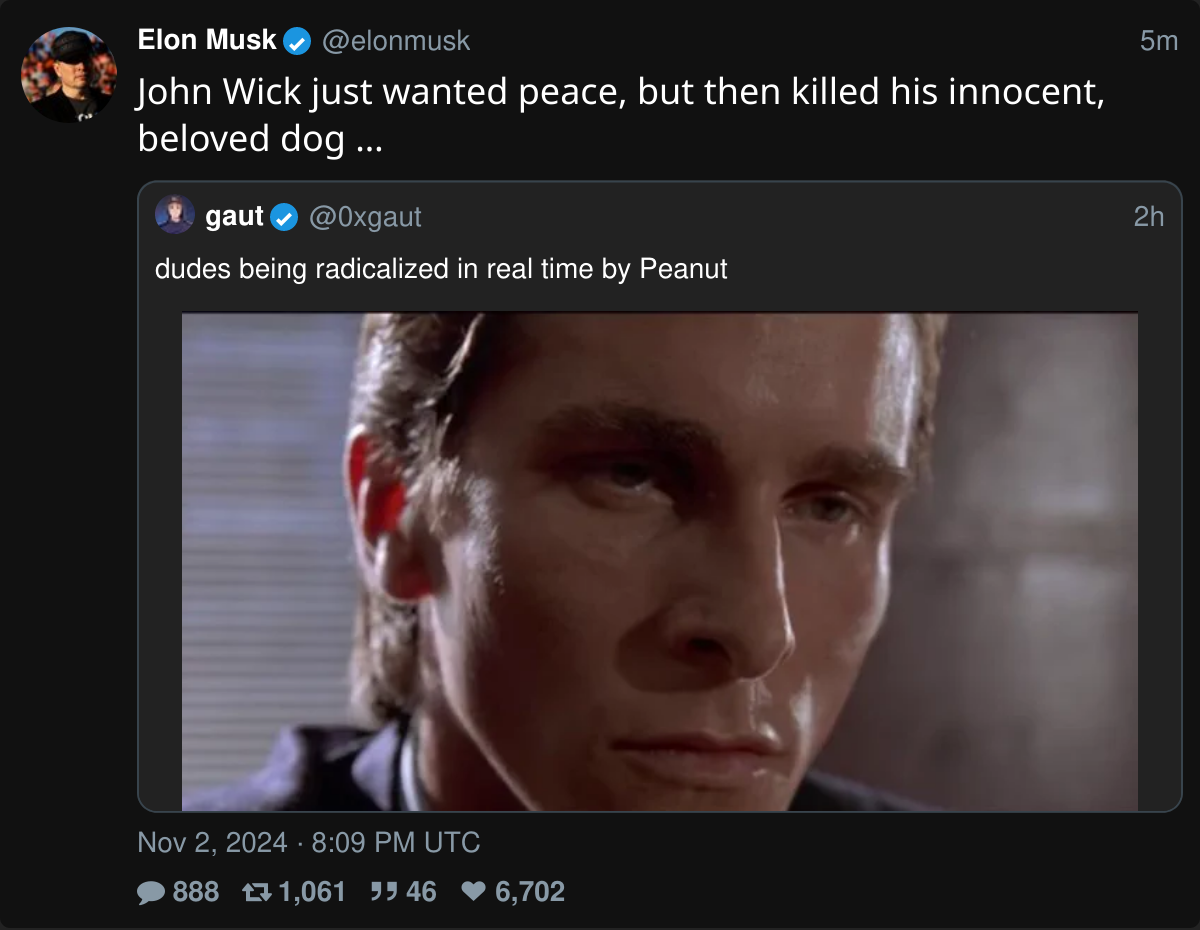 Elon Musk @elonmusk 5m
John Wick just wanted peace, but then killed his innocent,
beloved dog ...
gaut @0xgaut 2h
dudes being radicalized in real time by Peanut
Nov 2, 2024 · 8:09 PM UTC
888 1,061 46 6,702